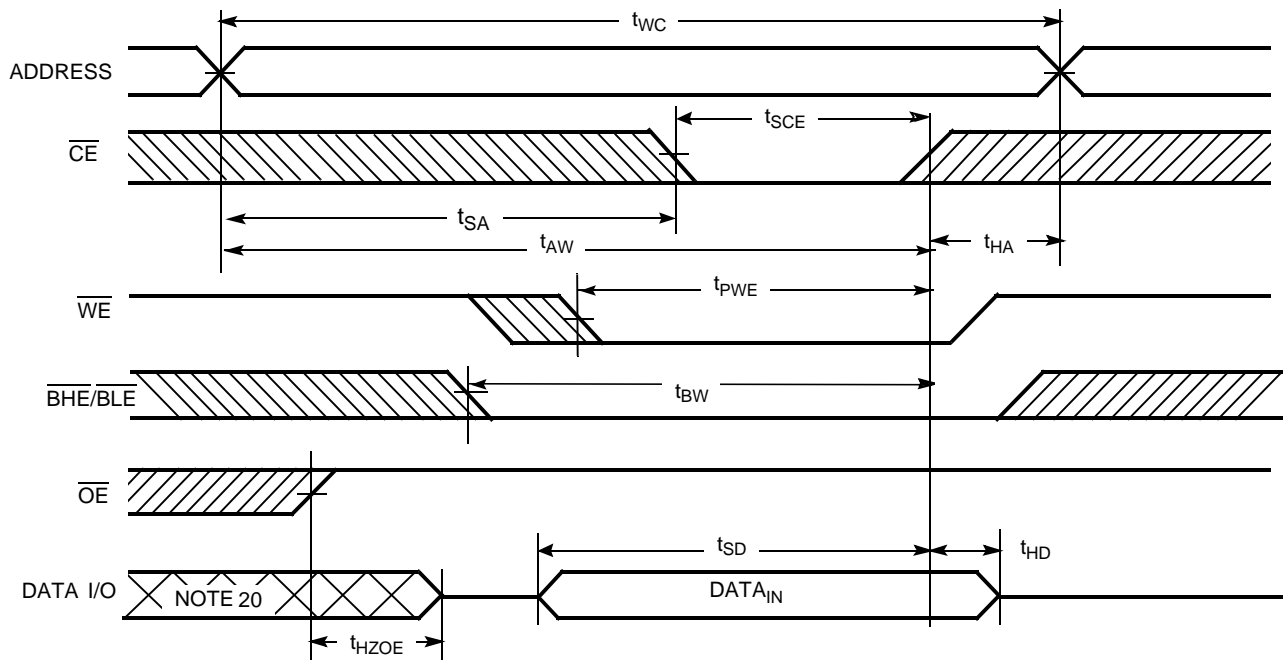 tWC
ADDRESS
tSCE
CE
tSA
tAW
tHA
tPWE
WE
BHE/BLE
tBW
OE
tSD
tHD
DATA I/O
NOTE 20
DATAIN
tHZOE